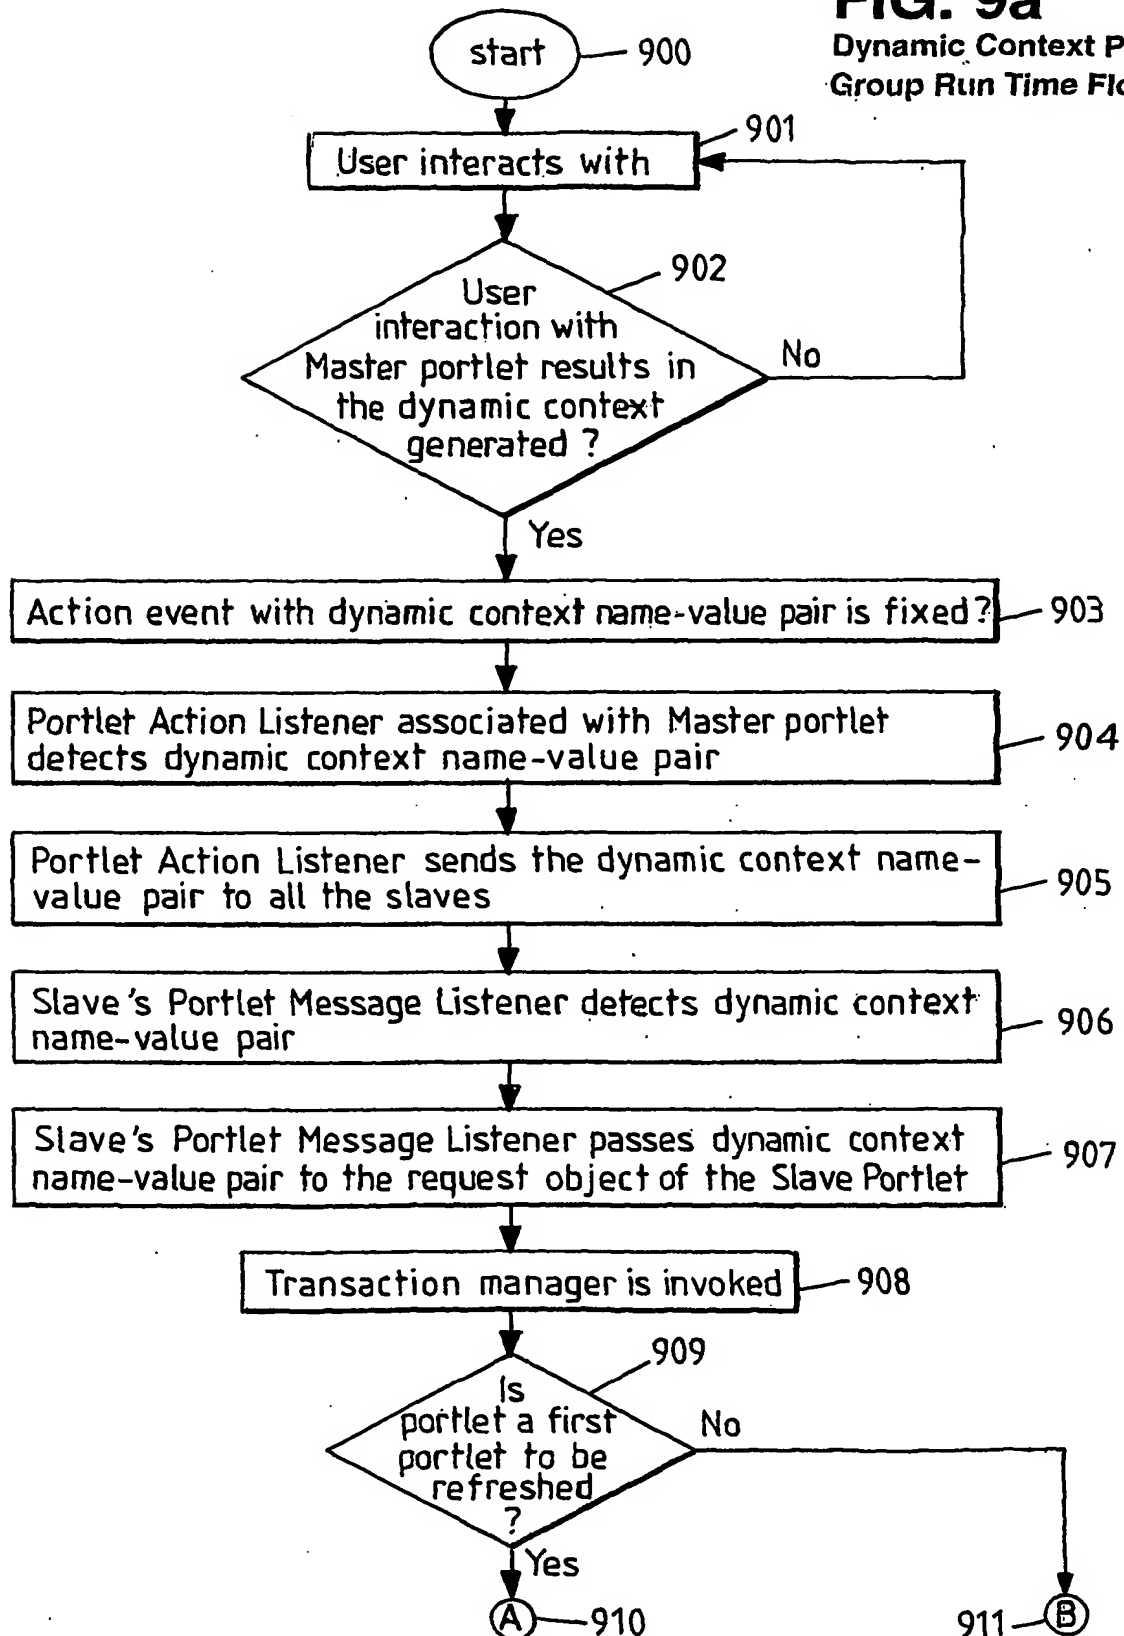 FIG. 9a
Dynamic Context P
Group Run Time Flo
start
900
901
User interacts with
902
User
interaction with
Master portlet results in
the dynamic context
generated ?
No
Yes
Action event with dynamic context name-value pair is fixed?
903
Portlet Action Listener associated with Master portlet
detects dynamic context name-value pair
904
Portlet Action Listener sends the dynamic context name-
value pair to all the slaves
905
Slave's Portlet Message Listener detects dynamic context
name-value pair
906
Slave's Portlet Message Listener passes dynamic context
name-value pair to the request object of the Slave Portlet
907
Transaction manager is invoked
908
909
Is
portlet a first
portlet to be
refreshed
?
No
Yes
A
910
911
B